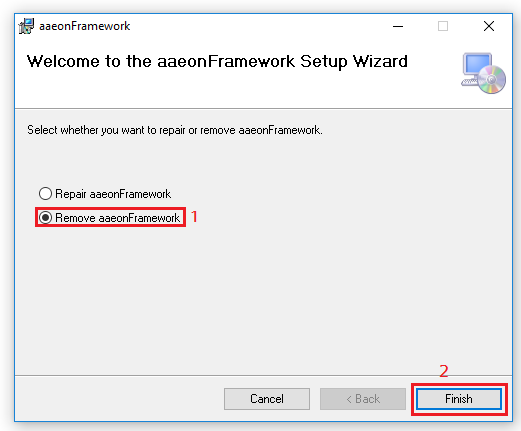 aaeonFramework
Welcome to the aaeonFramework Setup Wizard
Select whether you want to repair or remove aaeonFramework.
Repair aaeonFramework
Remove aaeonFramework 1
2
Cancel < Back Finish